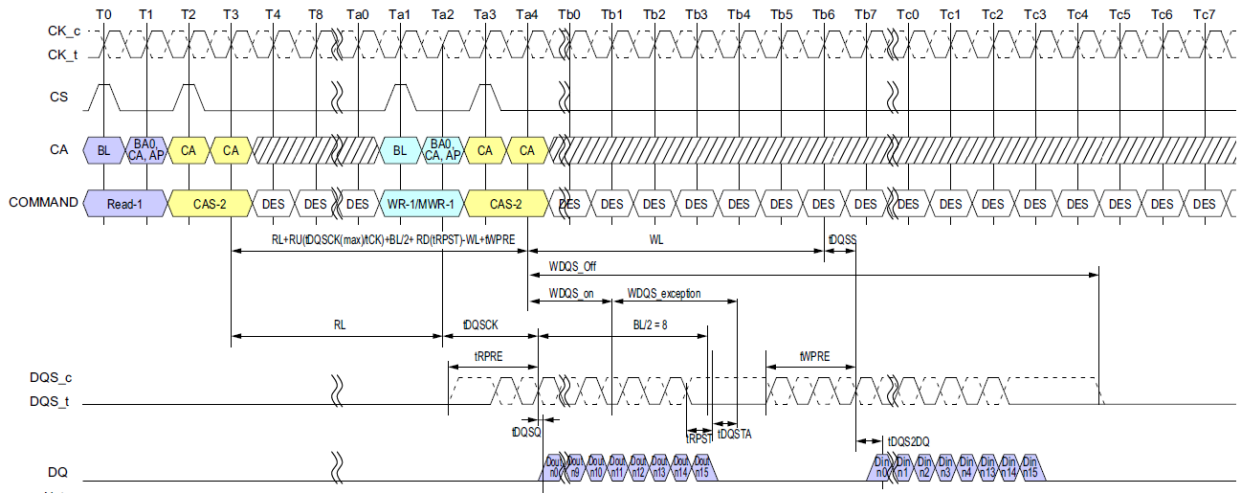 T0 T1 T2 T3 T4 T8 Ta0 Ta1 Ta2 Ta3 Ta4 Tb0 Tb1 Tb2 Tb3 Tb4 Tb5 Tb6 Tb7 Tc0 Tc1 Tc2 Tc3 Tc4 Tc5 Tc6 Tc7
CK_c
CK_t
CS
CA BL BA0, CA, AP CA CA BL BA0, CA, AP CA CA
COMMAND Read-1 CAS-2 DES DES DES WR-1/MWR-1 CAS-2 DES DES DES DES DES DES DES DES DES DES DES DES DES DES DES DES
RL+RU(tDQSCK(max)/tCK)+BL/2+ RD(tRPST)-WL+tWPRE WL tDQSS
WDQS_Off
WDQS_on WDQS_exception
RL tDQSCK BL/2 = 8
tRPRE tWPRE
DQS_c
DQS_t
tDQSQ tRPST tDQSTA tDQS2DQ
DQ Dout n0 Dout n9 Dout n10 Dout n11 Dout n12 Dout n13 Dout n14 Dout n15 Din n0 Din n1 Din n2 Din n3 Din n4 Din n13 Din n14 Din n15